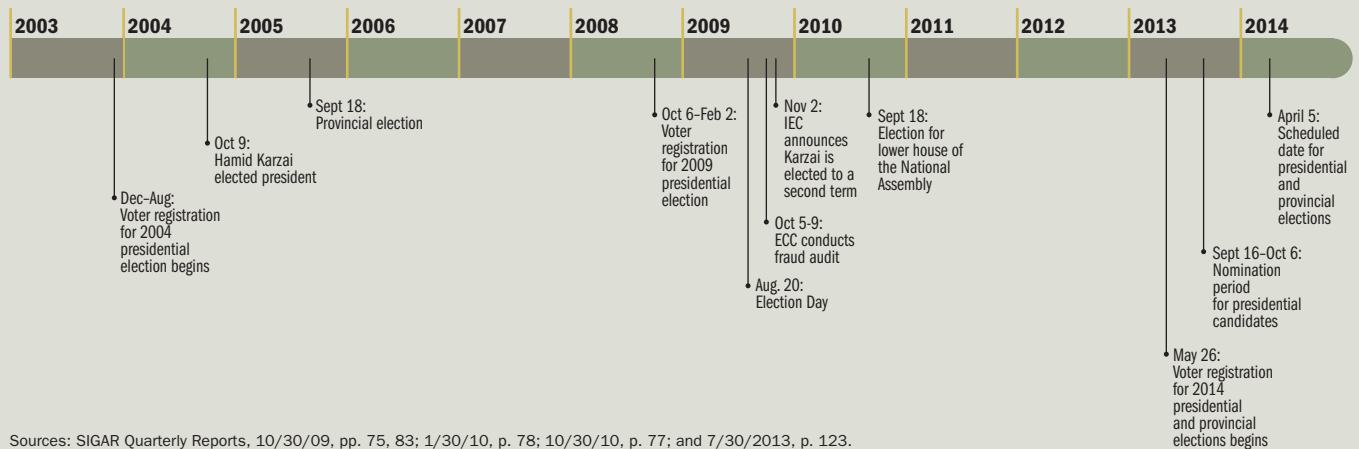 2003 2004 2005 2006 2007 2008 2009 2010 2011 2012 2013 2014
Dec–Aug:
Voter registration
for 2004
presidential
election begins
Oct 9:
Hamid Karzai
elected president
Sept 18:
Provincial election
Oct 6–Feb 2:
Voter
registration
for 2009
presidential
election
Aug. 20:
Election Day
Oct 5-9:
ECC conducts
fraud audit
Nov 2:
IEC
announces
Karzai is
elected to a
second term
Sept 18:
Election for
lower house of
the National
Assembly
May 26:
Voter registration
for 2014
presidential
and provincial
elections begins
Sept 16–Oct 6:
Nomination
period
for presidential
candidates
April 5:
Scheduled
date for
presidential
and
provincial
elections
Sources: SIGAR Quarterly Reports, 10/30/09, pp. 75, 83; 1/30/10, p. 78; 10/30/10, p. 77; and 7/30/2013, p. 123.